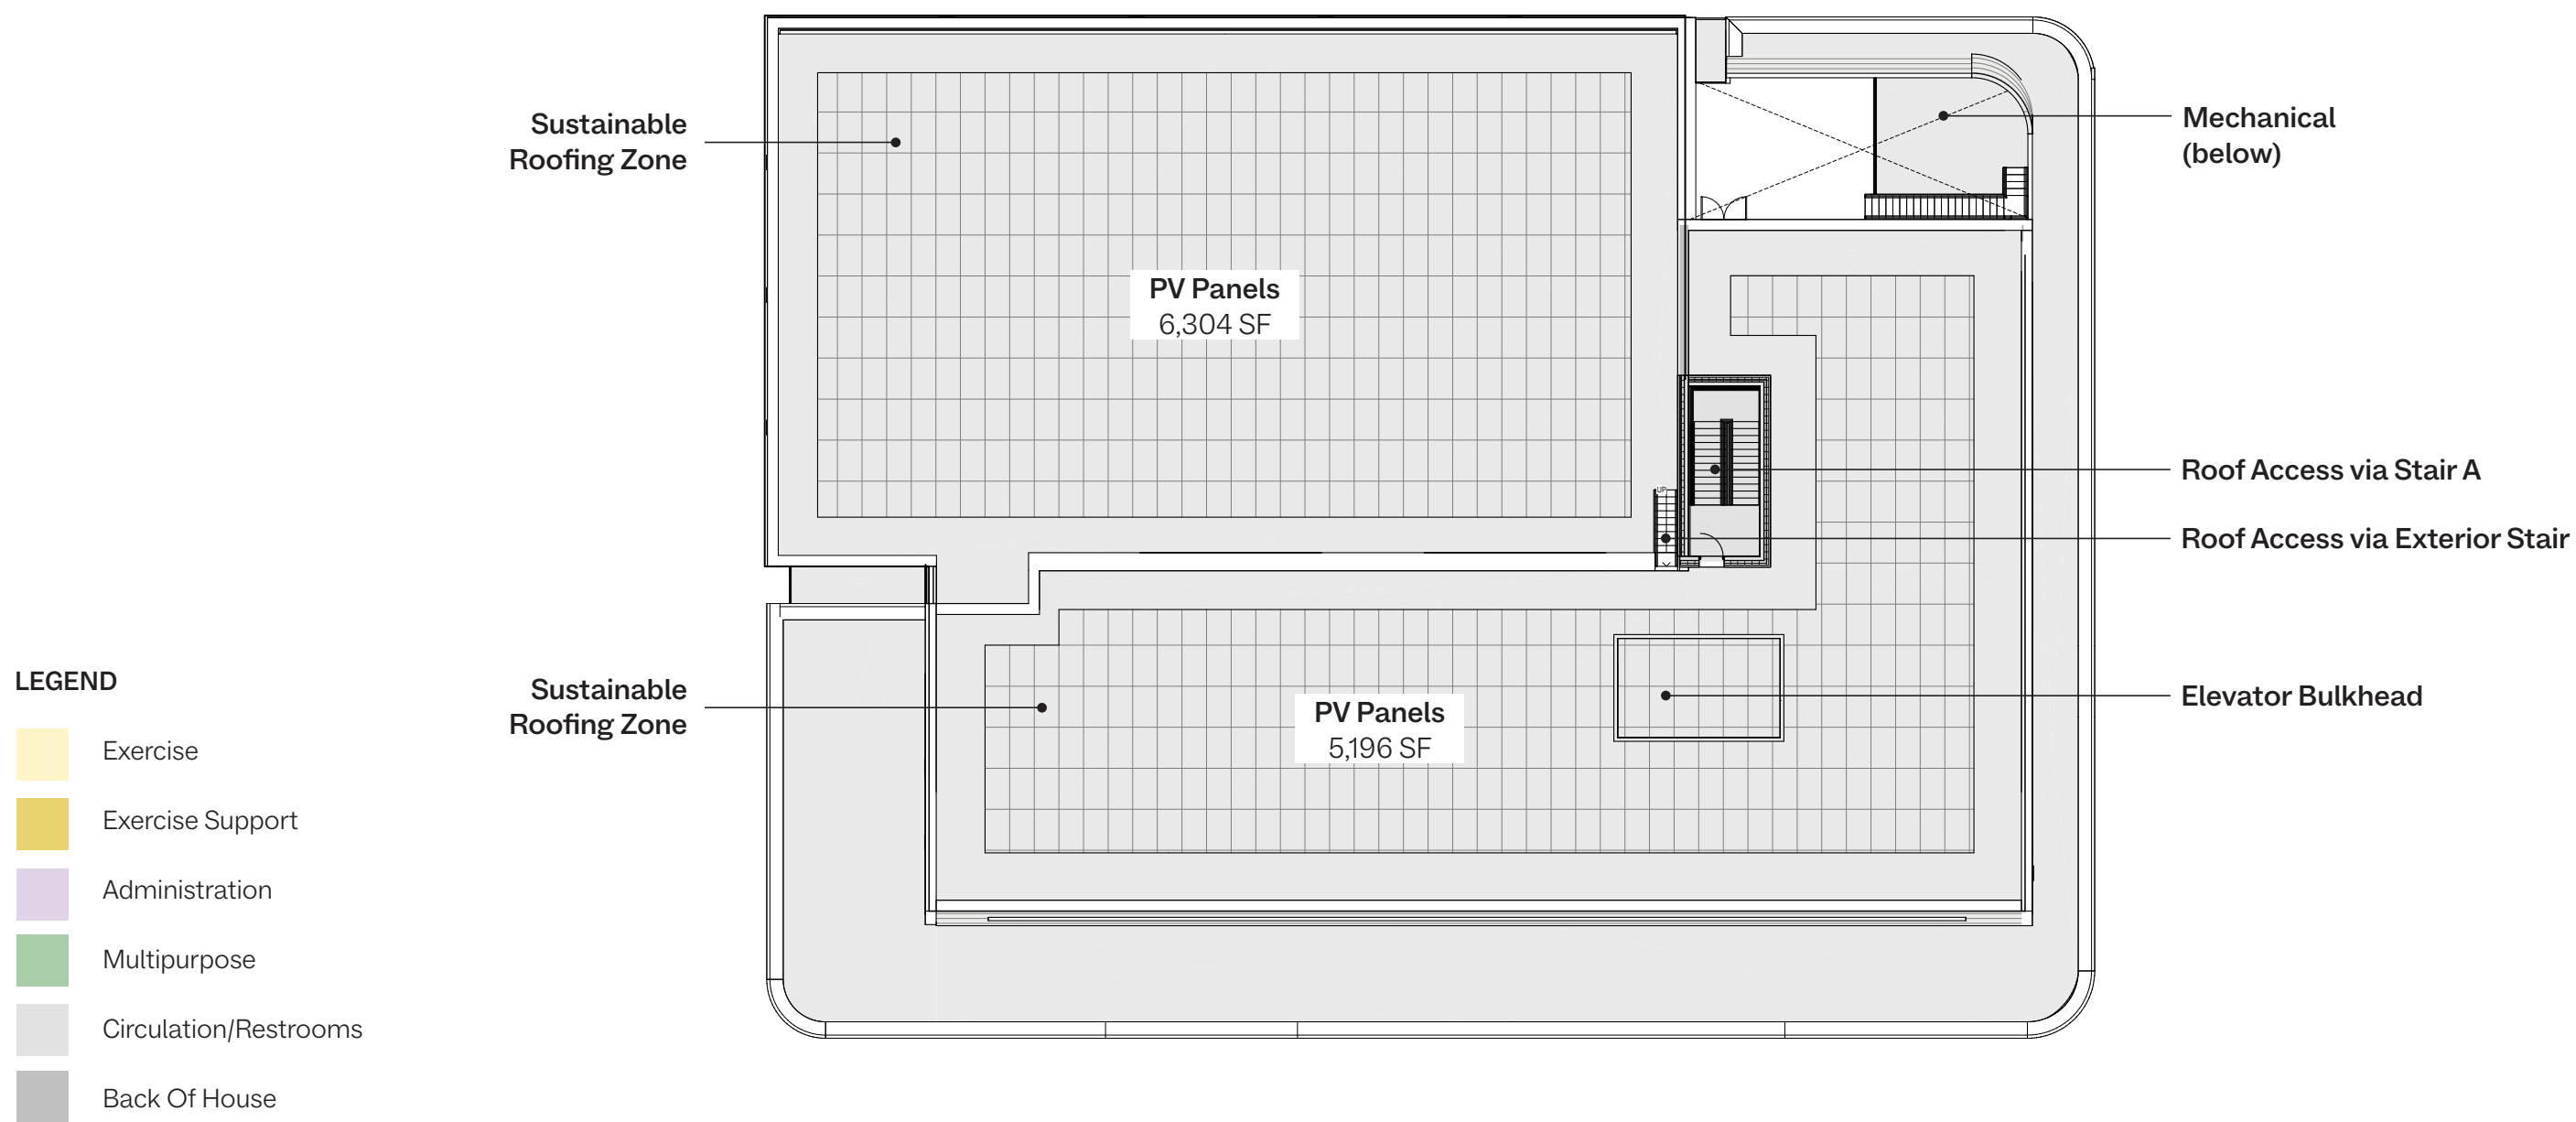 Sustainable
Roofing Zone
Mechanical
(below)
PV Panels
6,304 SF
Roof Access via Stair A
UP
Roof Access via Exterior Stair
Sustainable
Roofing Zone
PV Panels
5,196 SF
Elevator Bulkhead
LEGEND
Exercise
Exercise Support
Administration
Multipurpose
Circulation/Restrooms
Back Of House